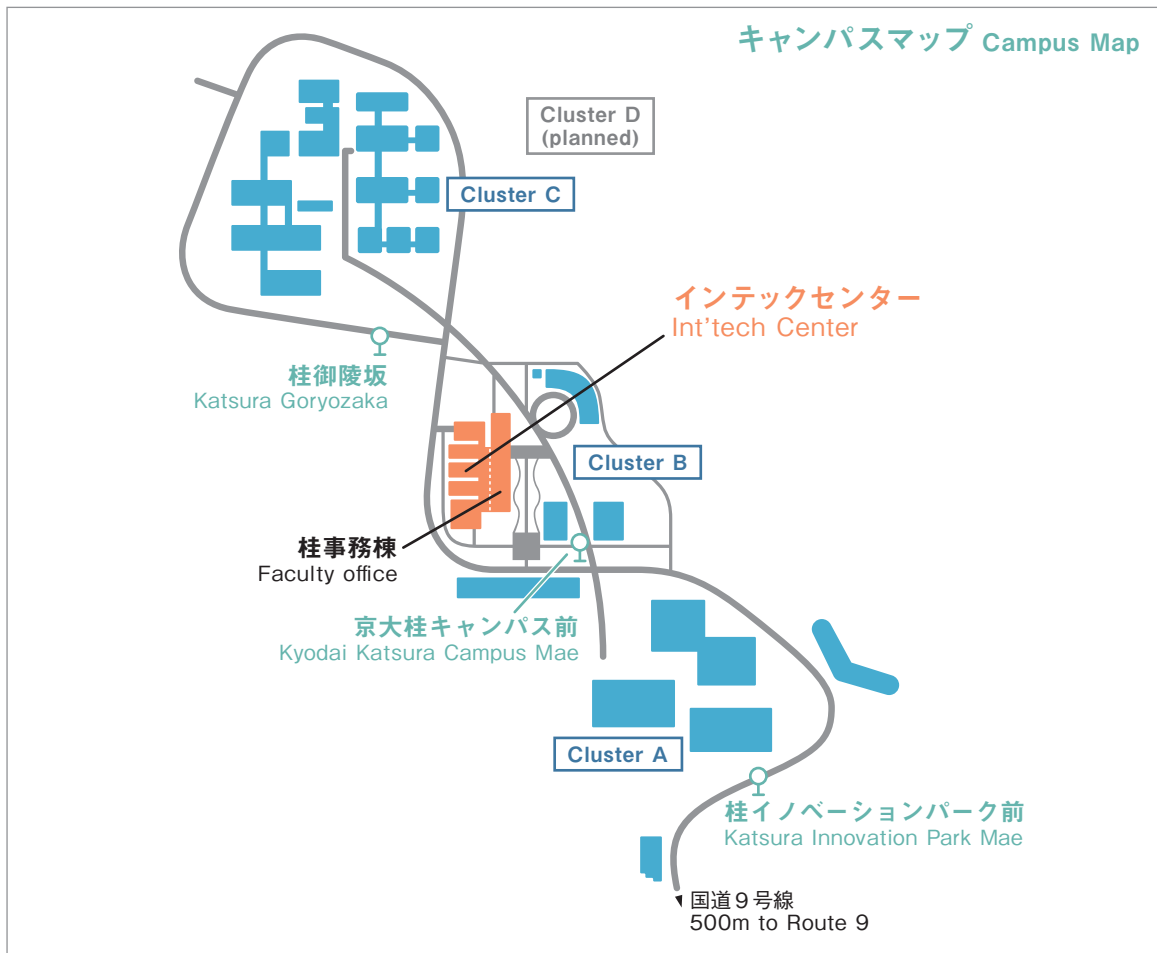 キャンパスマップ Campus Map
Cluster D
(planned)
Cluster C
インテックセンター
Int'tech Center
桂御陵坂
Katsura Goryozaka
Cluster B
桂事務棟
Faculty office
京大桂キャンパス前
Kyodai Katsura Campus Mae
Cluster A
桂イノベーションパーク前
Katsura Innovation Park Mae
国道9号線
500m to Route 9